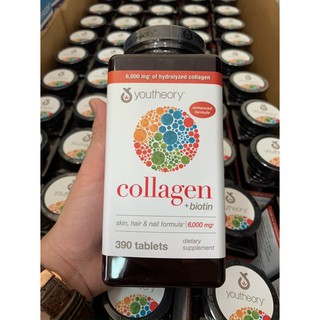 6,000 mg† of hydrolyzed collagen
youtheory®
enhanced
formula
collagen
+biotin
skin, hair & nail formula† 6,000 mg†
390 tablets
dietary
supplement
youtheory